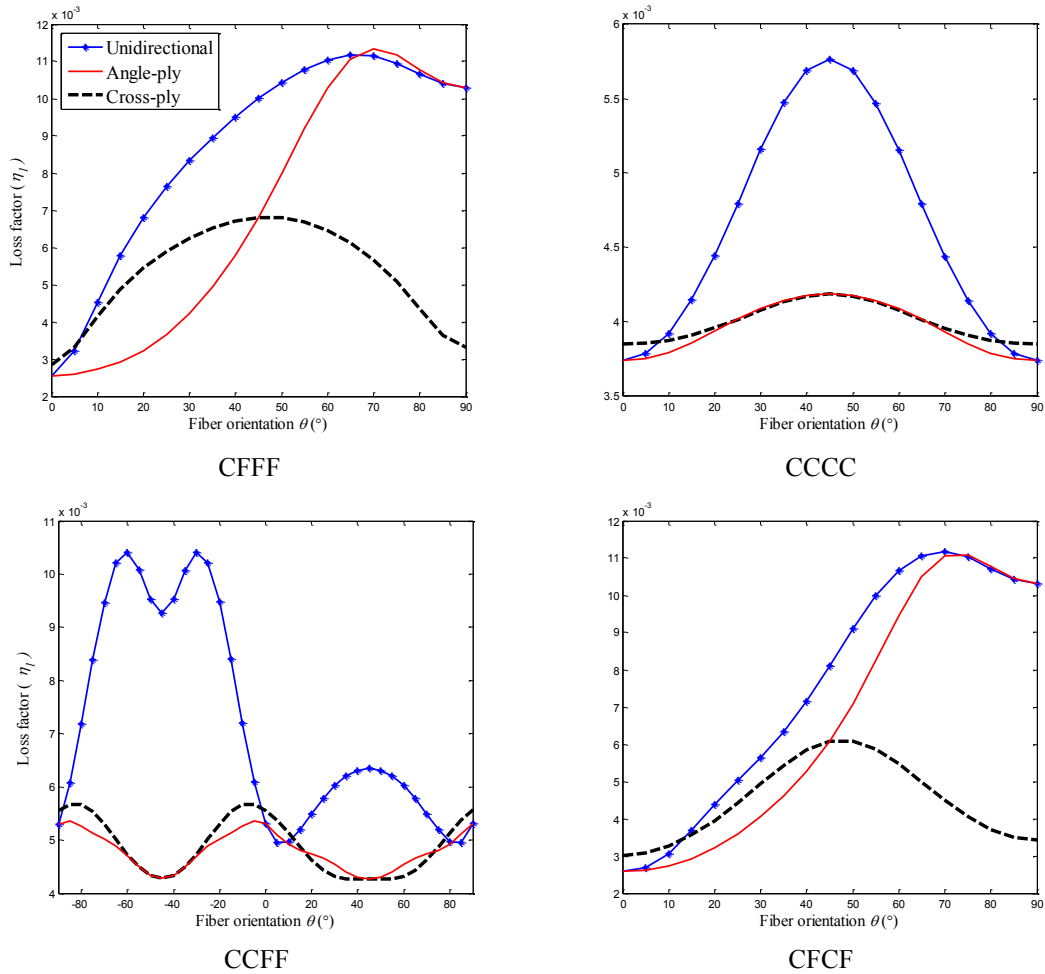 x 10⁻³
12
11
10
9
8
7
6
5
4
3
2
Loss factor ( η₁ )
Unidirectional
Angle-ply
Cross-ply
0 10 20 30 40 50 60 70 80 90
Fiber orientation θ (°)
CFFF
x 10⁻³
6
5.5
5
4.5
4
3.5
0 10 20 30 40 50 60 70 80 90
Fiber orientation θ (°)
CCCC
x 10⁻³
11
10
9
8
7
6
5
4
Loss factor ( η₁ )
-80 -60 -40 -20 0 20 40 60 80
Fiber orientation θ (°)
CCFF
x 10⁻³
12
11
10
9
8
7
6
5
4
3
2
0 10 20 30 40 50 60 70 80 90
Fiber orientation θ (°)
CFCF